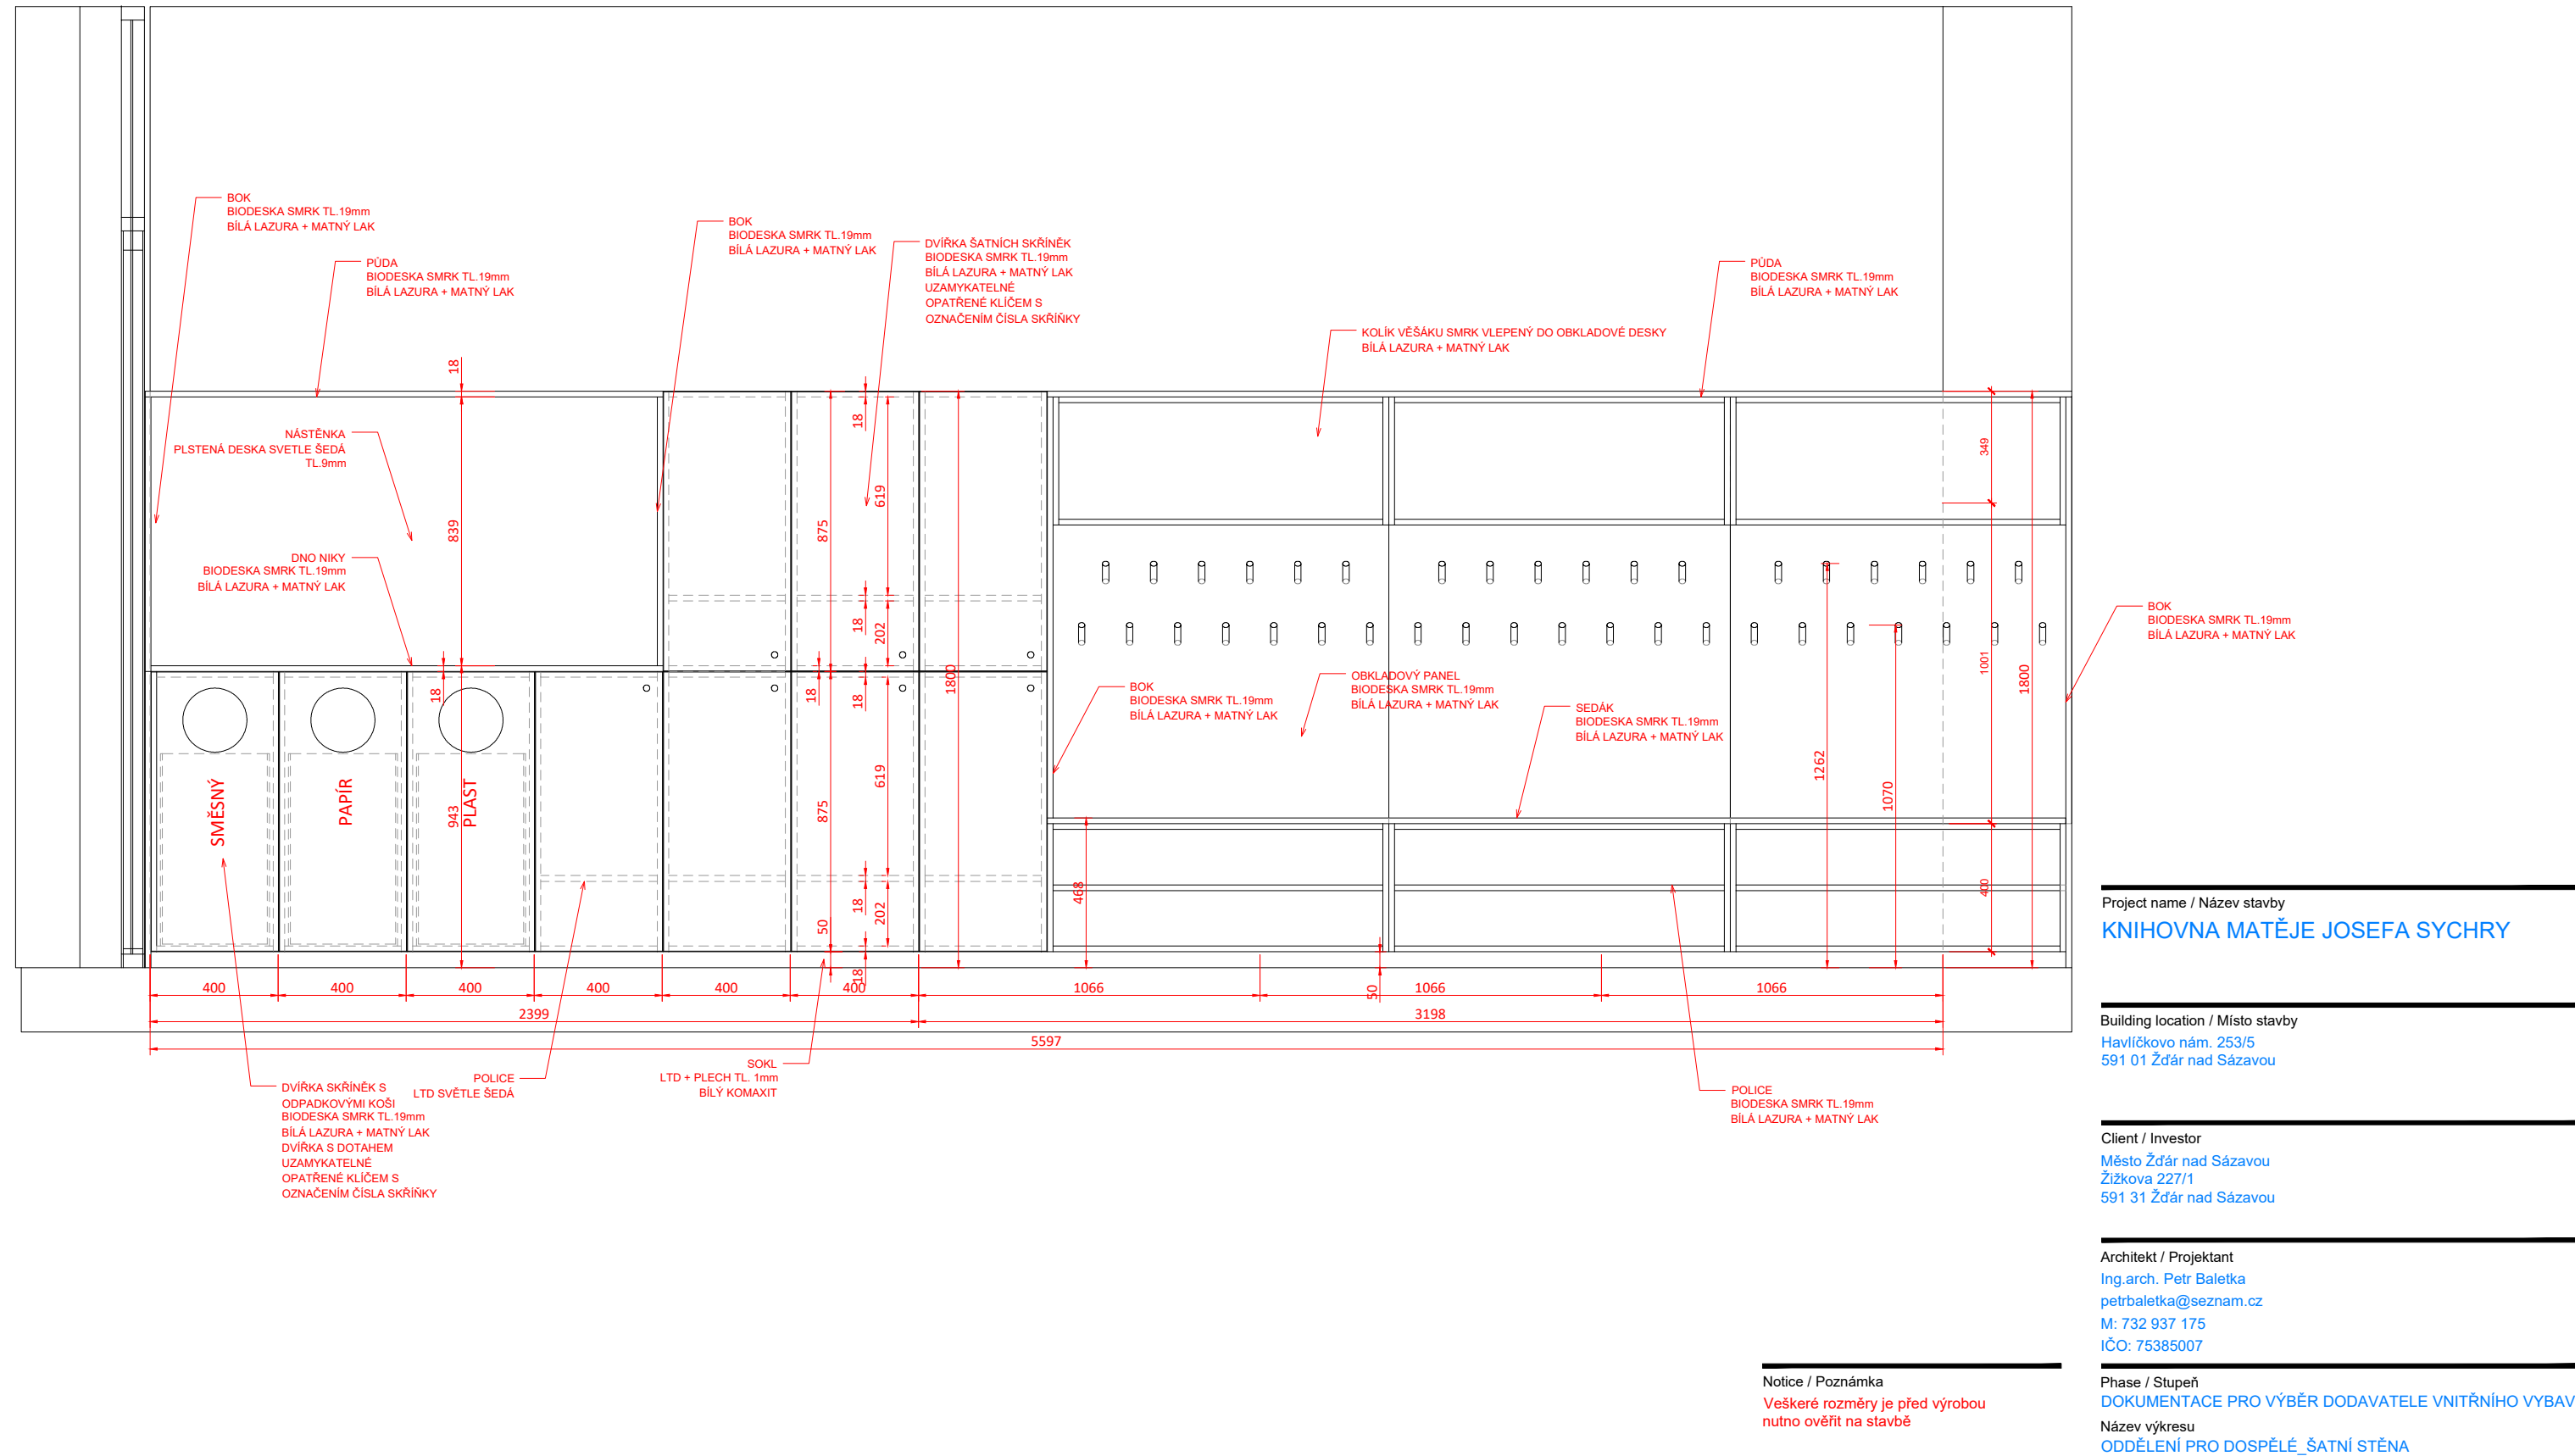 BOK
BIODESKA SMRK TL.19mm
BÍLÁ LAZURA + MATNÝ LAK
PŮDA
BIODESKA SMRK TL.19mm
BÍLÁ LAZURA + MATNÝ LAK
BOK
BIODESKA SMRK TL.19mm
BÍLÁ LAZURA + MATNÝ LAK
DVÍŘKA ŠATNÍCH SKŘÍNĚK
BIODESKA SMRK TL.19mm
BÍLÁ LAZURA + MATNÝ LAK
UZAMYKATELNÉ
OPATŘENÉ KLÍČEM S
OZNAČENÍM ČÍSLA SKŘÍŇKY
KOLÍK VĚŠÁKU SMRK VLEPENÝ DO OBKLADOVÉ DESKY
BÍLÁ LAZURA + MATNÝ LAK
PŮDA
BIODESKA SMRK TL.19mm
BÍLÁ LAZURA + MATNÝ LAK
NÁSTĚNKA
PLSTENÁ DESKA SVETLE ŠEDÁ
TL.9mm
DNO NIKY
BIODESKA SMRK TL.19mm
BÍLÁ LAZURA + MATNÝ LAK
18
839
18
943
18
619
18
202
875
18
18
619
18
202
875
50
18
1800
468
50
1262
1070
349
1001
400
1800
BOK
BIODESKA SMRK TL.19mm
BÍLÁ LAZURA + MATNÝ LAK
OBKLADOVÝ PANEL
BIODESKA SMRK TL.19mm
BÍLÁ LAZURA + MATNÝ LAK
SEDÁK
BIODESKA SMRK TL.19mm
BÍLÁ LAZURA + MATNÝ LAK
BOK
BIODESKA SMRK TL.19mm
BÍLÁ LAZURA + MATNÝ LAK
SMĚSNÝ
PAPÍR
PLAST
400
400
400
400
400
400
1066
1066
1066
2399
3198
5597
DVÍŘKA SKŘÍNĚK S
ODPADKOVÝMI KOŠI
BIODESKA SMRK TL.19mm
BÍLÁ LAZURA + MATNÝ LAK
DVÍŘKA S DOTAHEM
UZAMYKATELNÉ
OPATŘENÉ KLÍČEM S
OZNAČENÍM ČÍSLA SKŘÍŇKY
POLICE
LTD SVĚTLE ŠEDÁ
SOKL
LTD + PLECH TL. 1mm
BÍLÝ KOMAXIT
POLICE
BIODESKA SMRK TL.19mm
BÍLÁ LAZURA + MATNÝ LAK
Project name / Název stavby
KNIHOVNA MATĚJE JOSEFA SYCHRY
Building location / Místo stavby
Havlíčkovo nám. 253/5
591 01 Žďár nad Sázavou
Client / Investor
Město Žďár nad Sázavou
Žižkova 227/1
591 31 Žďár nad Sázavou
Architekt / Projektant
Ing.arch. Petr Baletka
petrbaletka@seznam.cz
M: 732 937 175
IČO: 75385007
Notice / Poznámka
Veškeré rozměry je před výrobou
nutno ověřit na stavbě
Phase / Stupeň
DOKUMENTACE PRO VÝBĚR DODAVATELE VNITŘNÍHO VYBAV
Název výkresu
ODDĚLENÍ PRO DOSPĚLÉ_ŠATNÍ STĚNA